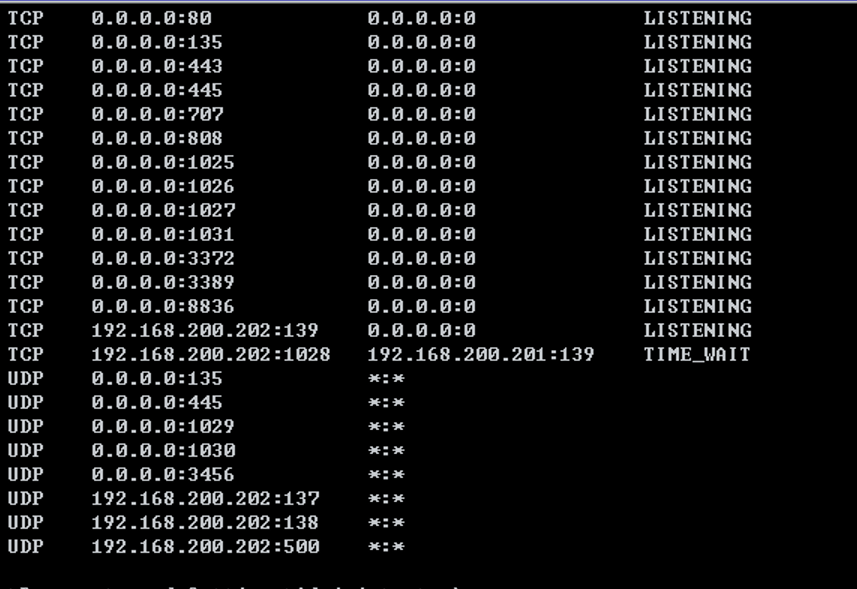 TCP 0.0.0.0:80 0.0.0.0:0 LISTENING
TCP 0.0.0.0:135 0.0.0.0:0 LISTENING
TCP 0.0.0.0:443 0.0.0.0:0 LISTENING
TCP 0.0.0.0:445 0.0.0.0:0 LISTENING
TCP 0.0.0.0:707 0.0.0.0:0 LISTENING
TCP 0.0.0.0:808 0.0.0.0:0 LISTENING
TCP 0.0.0.0:1025 0.0.0.0:0 LISTENING
TCP 0.0.0.0:1026 0.0.0.0:0 LISTENING
TCP 0.0.0.0:1027 0.0.0.0:0 LISTENING
TCP 0.0.0.0:1031 0.0.0.0:0 LISTENING
TCP 0.0.0.0:3372 0.0.0.0:0 LISTENING
TCP 0.0.0.0:3389 0.0.0.0:0 LISTENING
TCP 0.0.0.0:8836 0.0.0.0:0 LISTENING
TCP 192.168.200.202:139 0.0.0.0:0 LISTENING
TCP 192.168.200.202:1028 192.168.200.201:139 TIME_WAIT
UDP 0.0.0.0:135 *:*
UDP 0.0.0.0:445 *:*
UDP 0.0.0.0:1029 *:*
UDP 0.0.0.0:1030 *:*
UDP 0.0.0.0:3456 *:*
UDP 192.168.200.202:137 *:*
UDP 192.168.200.202:138 *:*
UDP 192.168.200.202:500 *:*